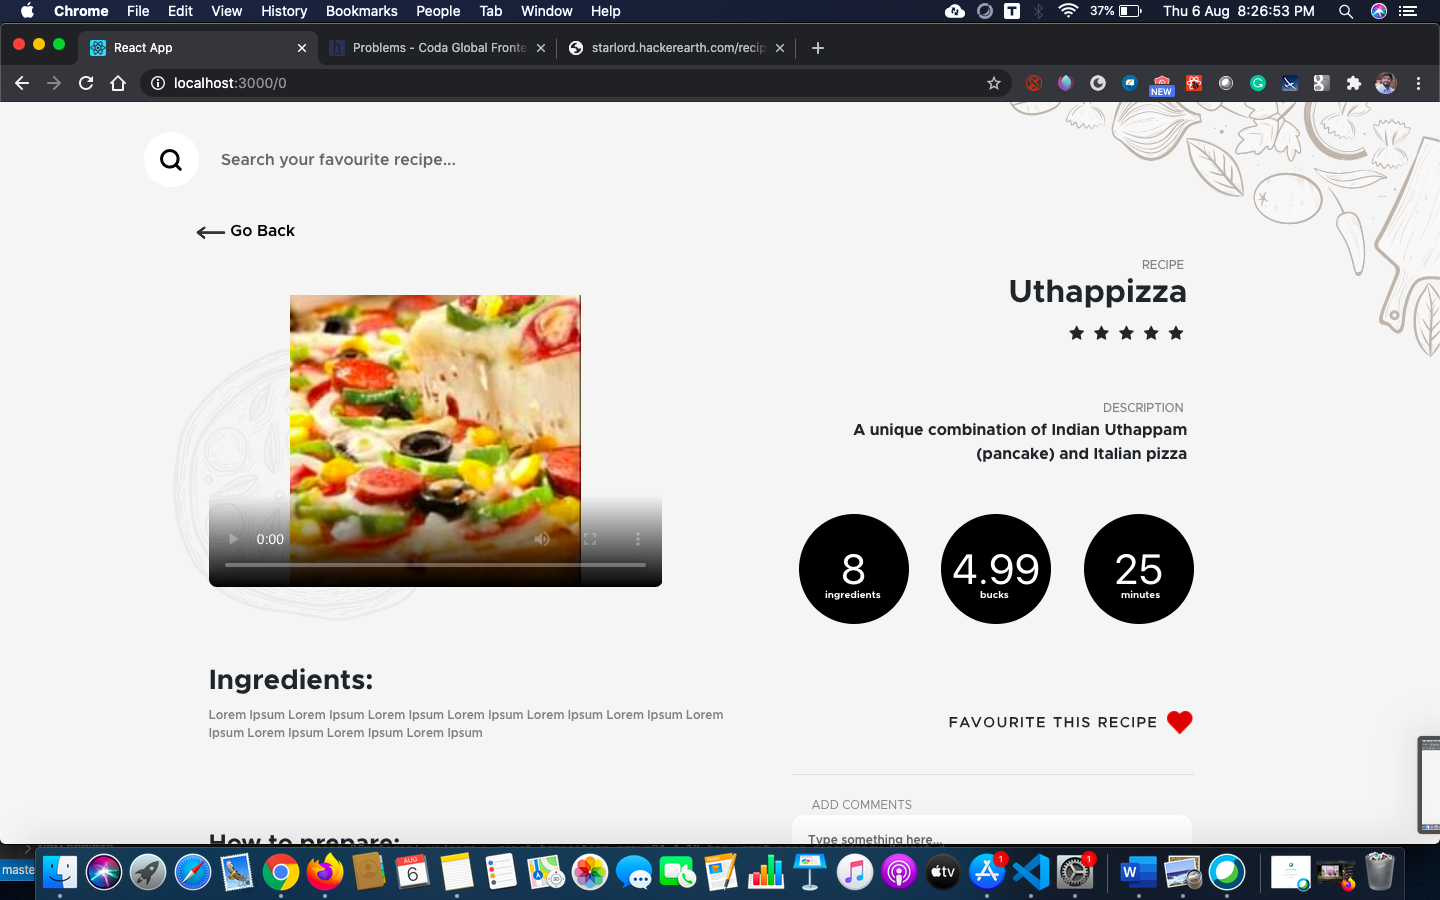 Chrome File Edit View History Bookmarks People Tab Window Help
T 37% Thu 6 Aug 8:26:53 PM
React App
Problems - Coda Global Fronte
starlord.hackerearth.com/recip
localhost:3000/0
NEW
Search your favourite recipe...
Go Back
RECIPE
Uthappizza
DESCRIPTION
A unique combination of Indian Uthappam
(pancake) and Italian pizza
0:00
8
ingredients
4.99
bucks
25
minutes
Ingredients:
Lorem Ipsum Lorem Ipsum Lorem Ipsum Lorem Ipsum Lorem Ipsum Lorem Ipsum Lorem
Ipsum Lorem Ipsum Lorem Ipsum Lorem Ipsum
FAVOURITE THIS RECIPE
ADD COMMENTS
Type something here...
How to prepare:
maste
AUG
6
tv
1
1
W